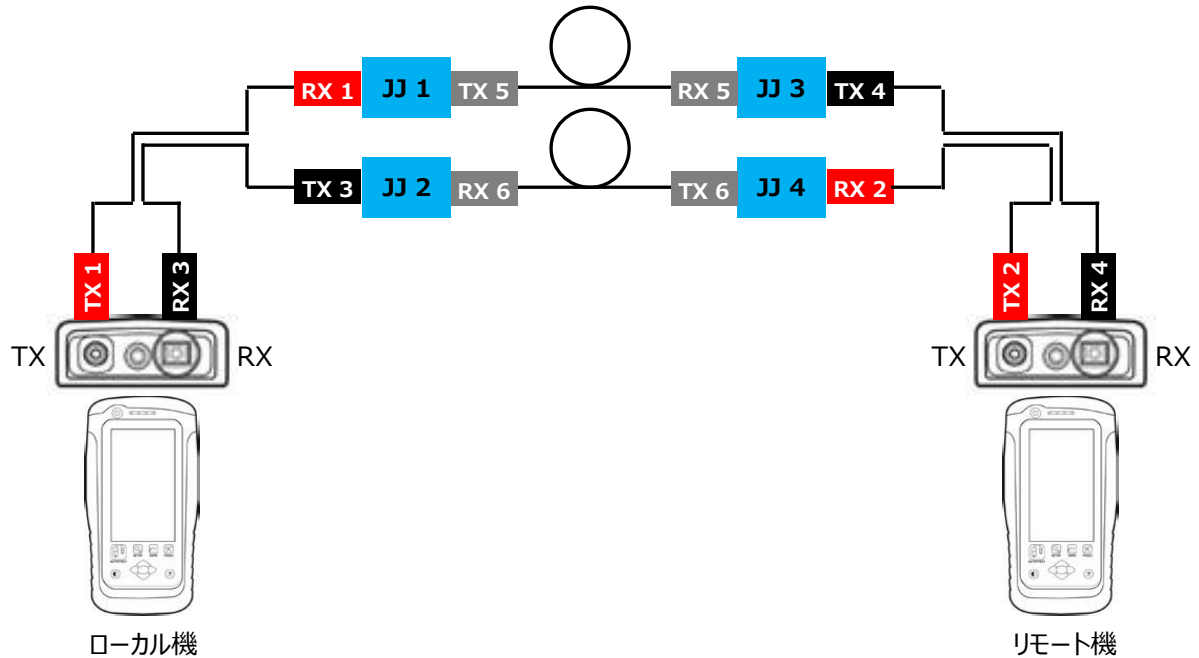 RX 1 JJ 1 TX 5 RX 5 JJ 3 TX 4
TX 3 JJ 2 RX 6 TX 6 JJ 4 RX 2
TX 1 RX 3 TX 2 RX 4
TX RX TX RX
ローカル機 リモート機